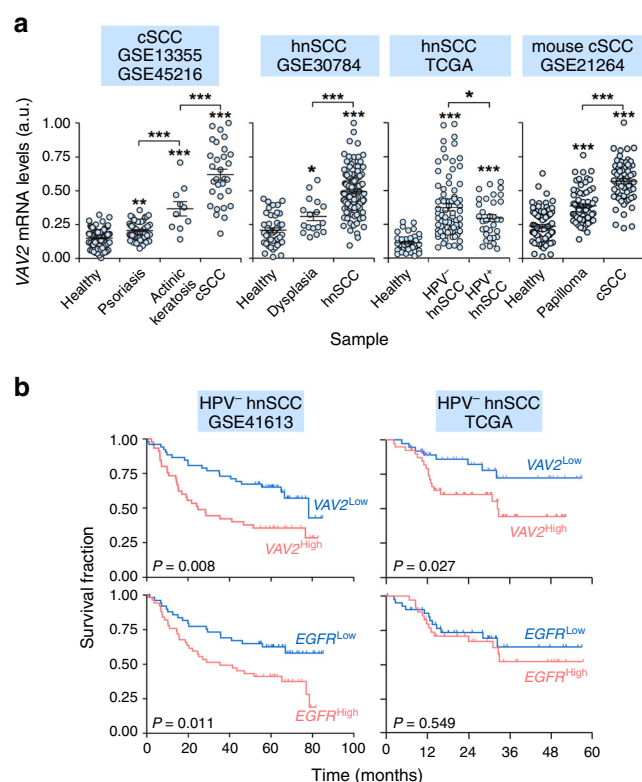 a
cSCC
GSE13355
GSE45216
hnSCC
GSE30784
hnSCC
TCGA
mouse cSCC
GSE21264
VAV2 mRNA levels (a.u.)
1.00
0.75
0.50
0.25
0.00
**
***
***
***
***
*
***
***
***
***
*
***
***
***
Healthy
Psoriasis
Actinic
keratosis
cSCC
Healthy
Dysplasia
hnSCC
Healthy
HPV⁻
hnSCC
HPV⁺
hnSCC
Healthy
Papilloma
cSCC
Sample
b
HPV⁻ hnSCC
GSE41613
HPV⁻ hnSCC
TCGA
Survival fraction
1.00
0.75
0.50
0.25
0.00
VAV2Low
VAV2High
P = 0.008
VAV2Low
VAV2High
P = 0.027
1.00
0.75
0.50
0.25
0.00
EGFRLow
EGFRHigh
P = 0.011
EGFRLow
EGFRHigh
P = 0.549
0 20 40 60 80 100
0 12 24 36 48 60
Time (months)